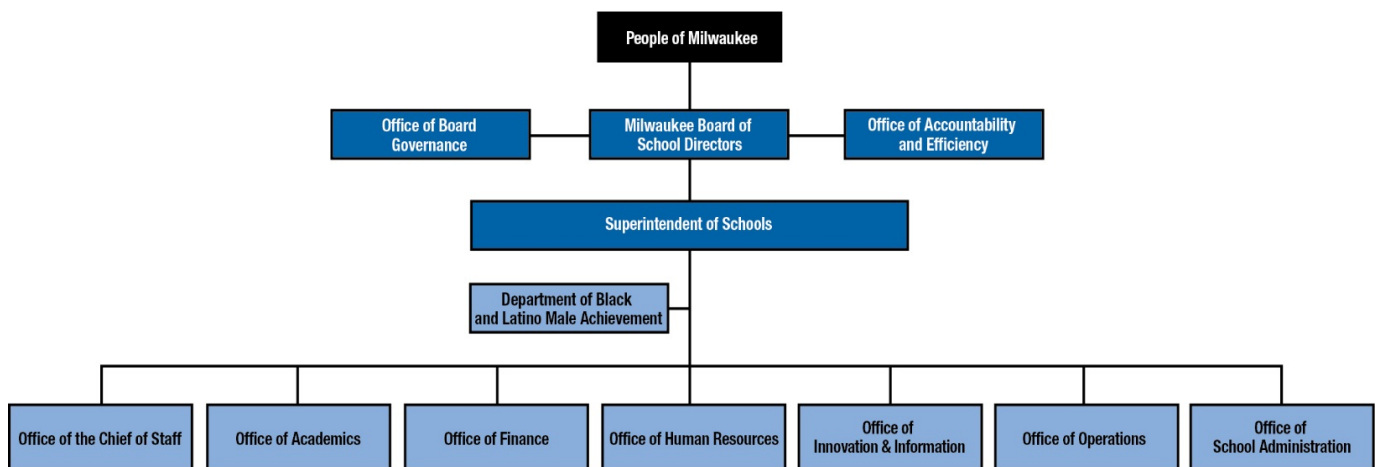 People of Milwaukee
Office of Board
Governance
Milwaukee Board of
School Directors
Office of Accountability
and Efficiency
Superintendent of Schools
Department of Black
and Latino Male Achievement
Office of the Chief of Staff
Office of Academics
Office of Finance
Office of Human Resources
Office of
Innovation & Information
Office of Operations
Office of
School Administration